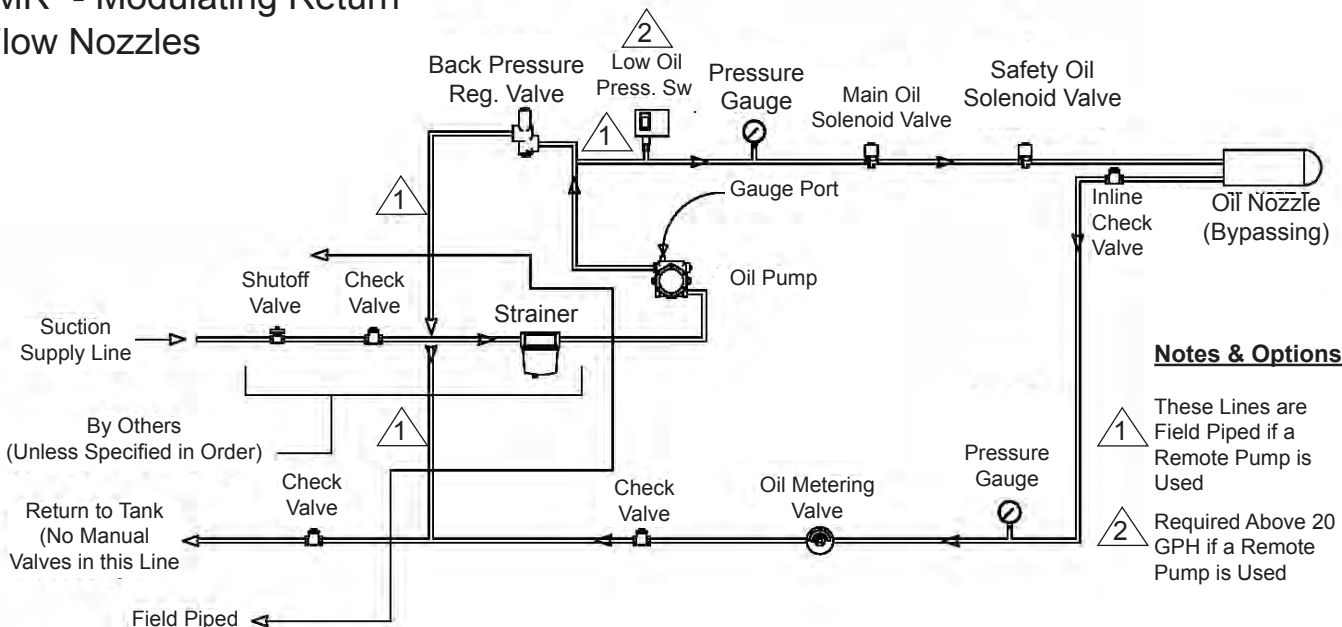 - Modulating Return
low Nozzles
2
Low Oil
Press. Sw
Back Pressure
Reg. Valve
Pressure
Gauge
Main Oil
Solenoid Valve
Safety Oil
Solenoid Valve
1
Gauge Port
1
Inline
Check
Valve
Oil Nozzle
(Bypassing)
Shutoff
Valve
Check
Valve
Strainer
Oil Pump
Suction
Supply Line
Notes & Options
By Others
(Unless Specified in Order)
1
1
These Lines are
Field Piped if a
Remote Pump is
Used
Return to Tank
(No Manual
Valves in this Line
Check
Valve
Check
Valve
Oil Metering
Valve
Pressure
Gauge
2
Required Above 20
GPH if a Remote
Pump is Used
Field Piped